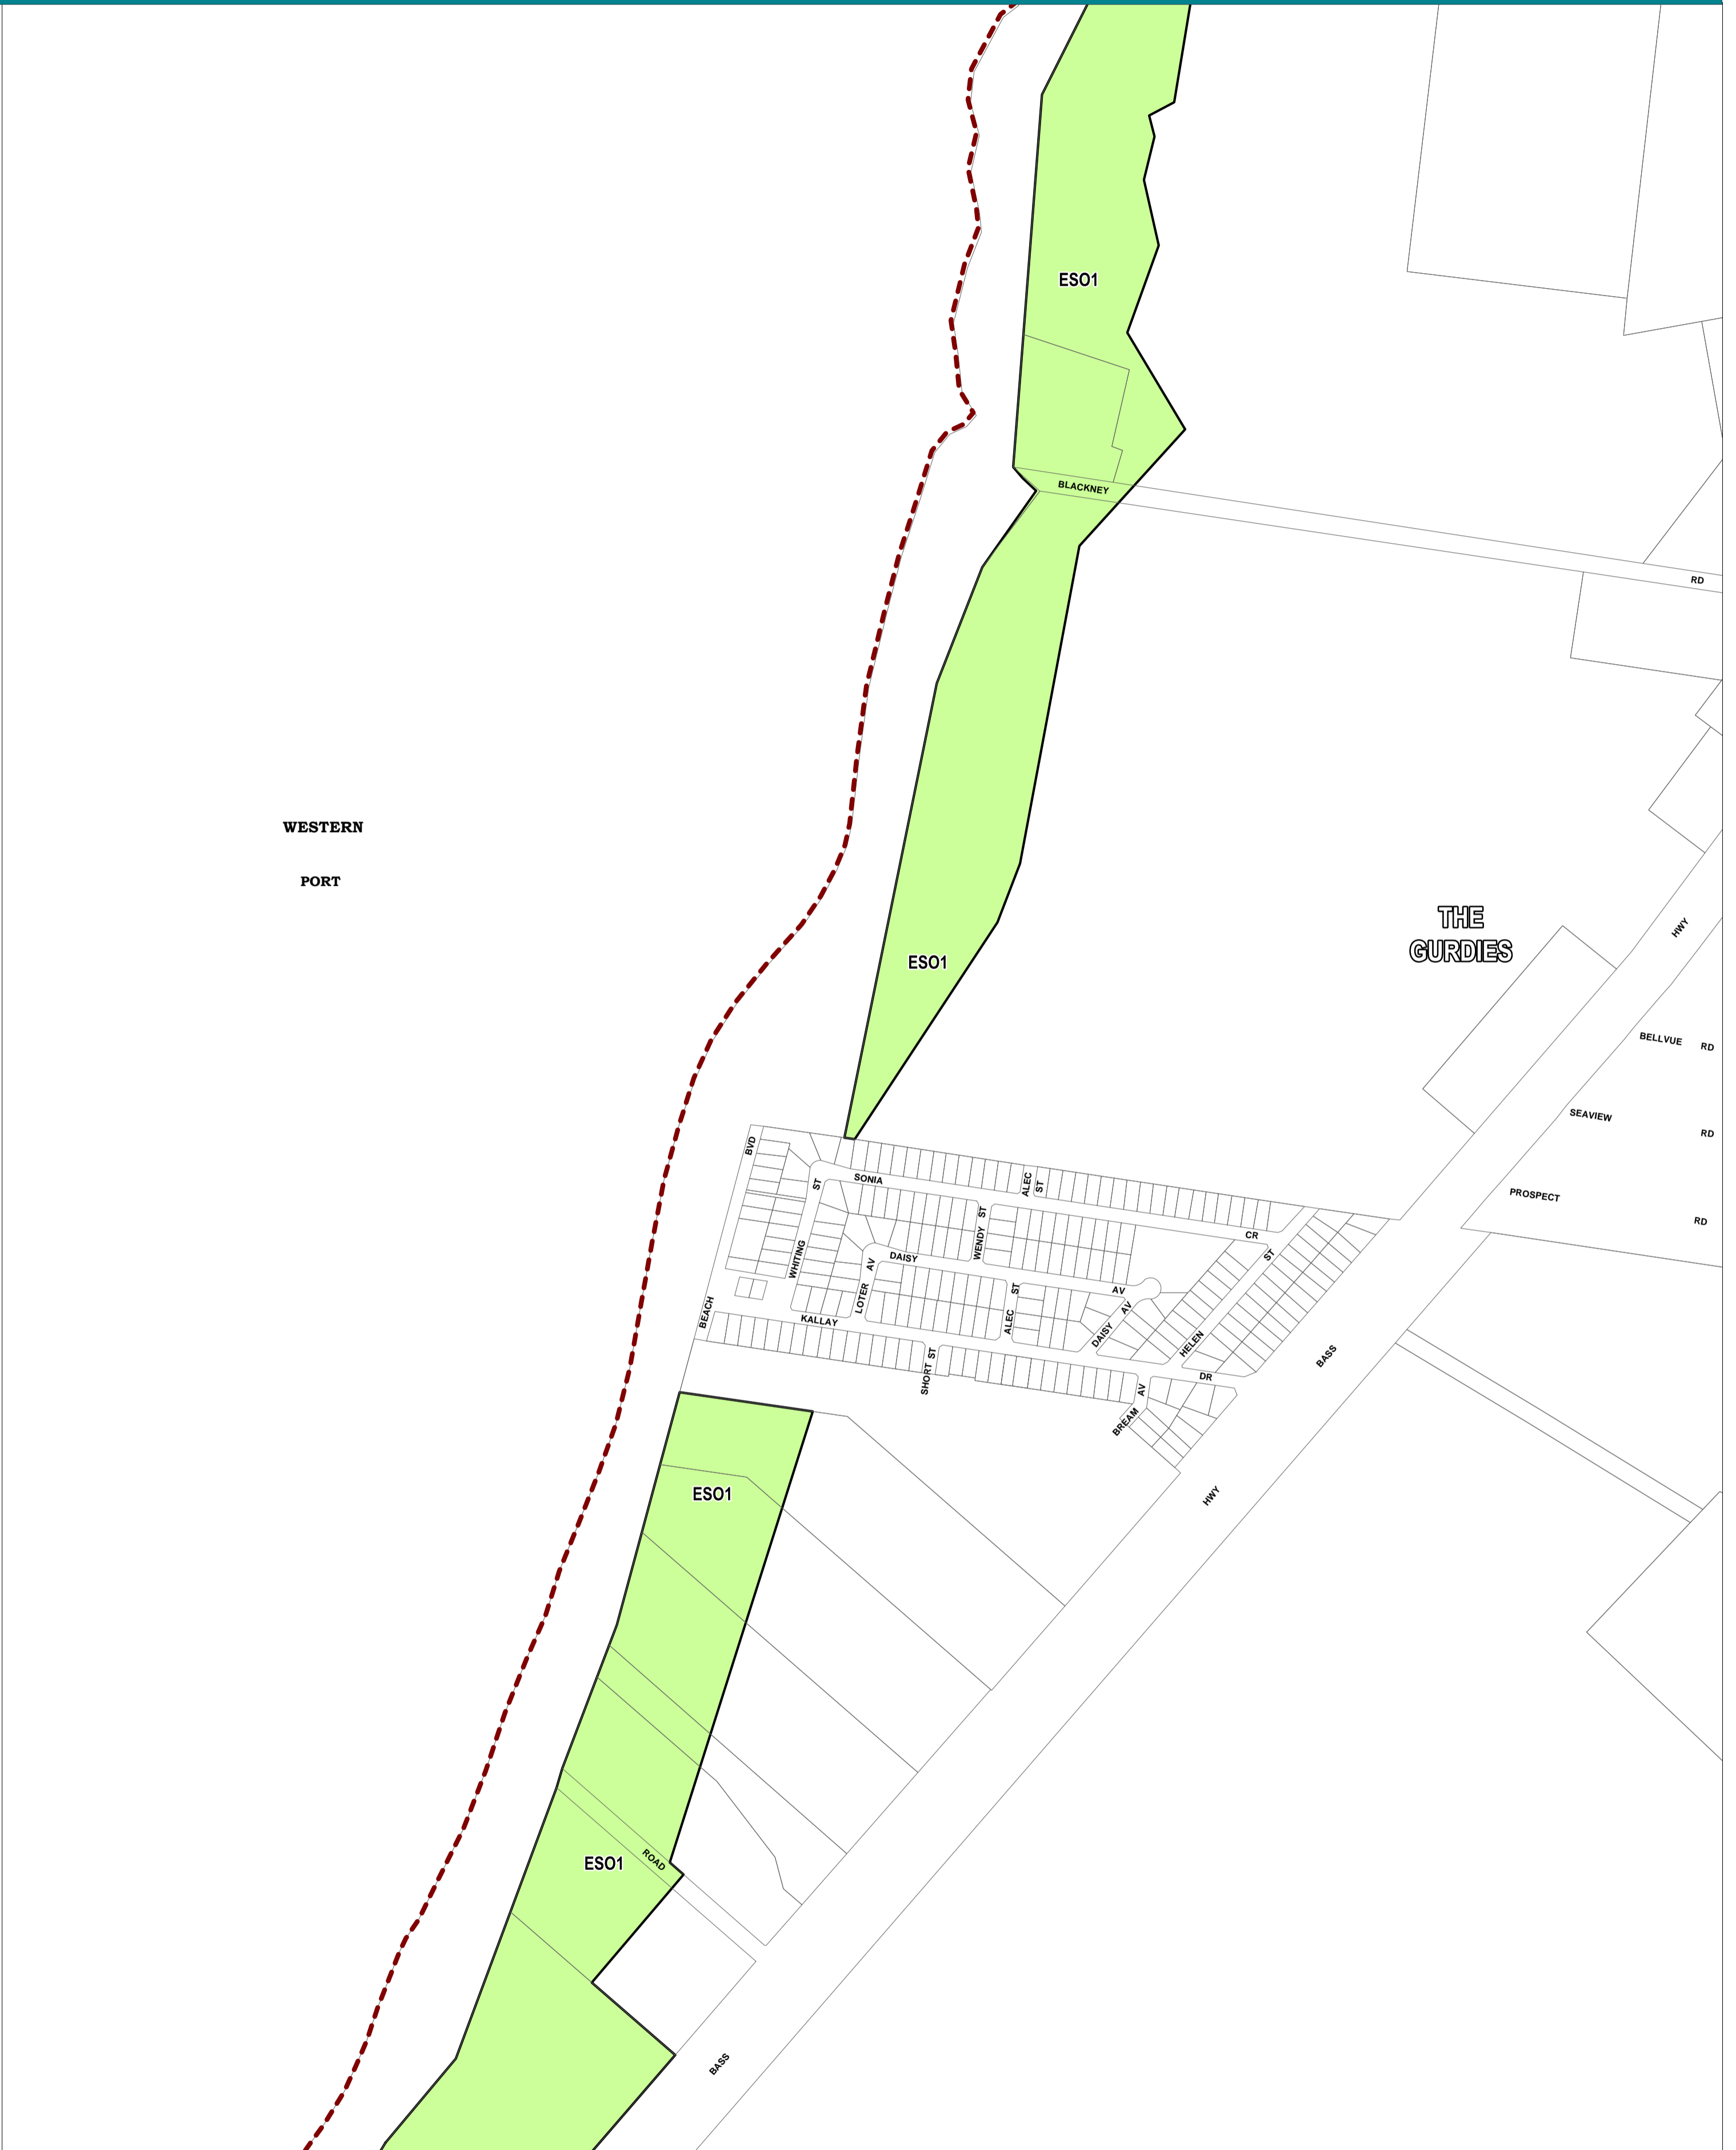 ESO1
BLACKNEY
RD
WESTERN
PORT
THE
GURDIES
HWY
ESO1
BELLVUE RD
SEAVIEW
RD
PROSPECT
RD
BVD
SONIA
ST
ALEC
ST
WENDY ST
CR
ST
WHITING
DAISY
AV
LOTER
AV
ST
ALEC
AV
DAISY
BEACH
KALLAY
HELEN
BASS
SHORT ST
DR
AV
BREAM
HWY
ESO1
ESO1
ROAD
BASS